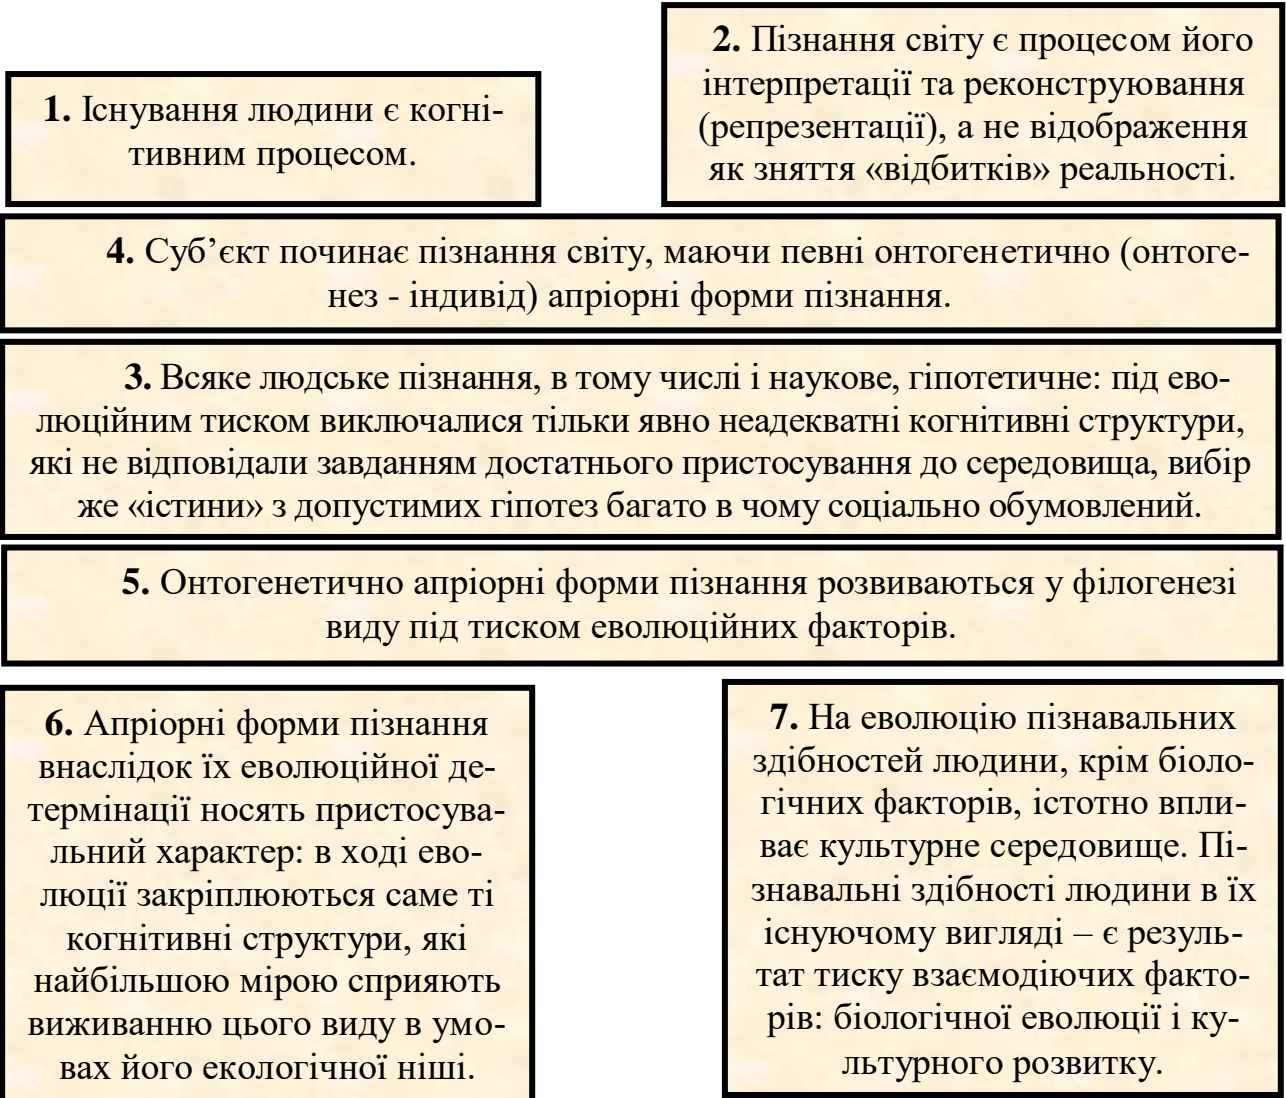 1. Існування людини є когні-
тивним процесом.
2. Пізнання світу є процесом його
інтерпретації та реконструювання
(репрезентації), а не відображення
як зняття «відбитків» реальності.
4. Суб’єкт починає пізнання світу, маючи певні онтогенетично (онтоге-
нез - індивід) апріорні форми пізнання.
3. Всяке людське пізнання, в тому числі і наукове, гіпотетичне: під ево-
люційним тиском виключалися тільки явно неадекватні когнітивні структури,
які не відповідали завданням достатнього пристосування до середовища, вибір
же «істини» з допустимих гіпотез багато в чому соціально обумовлений.
5. Онтогенетично апріорні форми пізнання розвиваються у філогенезі
виду під тиском еволюційних факторів.
6. Апріорні форми пізнання
внаслідок їх еволюційної де-
термінації носять пристосува-
льний характер: в ході ево-
люції закріплюються саме ті
когнітивні структури, які
найбільшою мірою сприяють
виживанню цього виду в умо-
вах його екологічної ніші.
7. На еволюцію пізнавальних
здібностей людини, крім біоло-
гічних факторів, істотно впли-
ває культурне середовище. Пі-
знавальні здібності людини в їх
існуючому вигляді – є резуль-
тат тиску взаємодіючих факто-
рів: біологічної еволюції і ку-
льтурного розвитку.